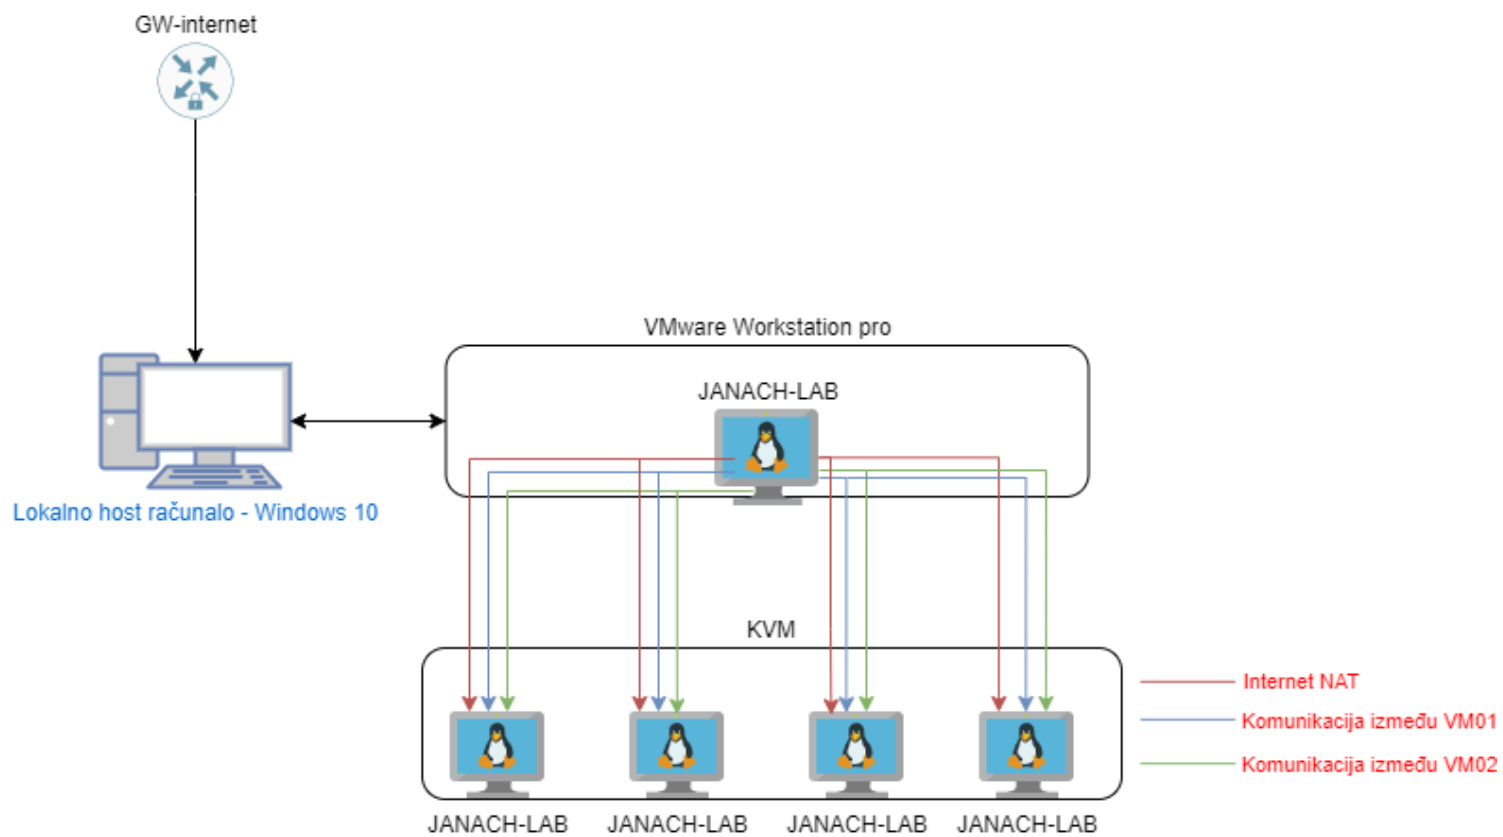 GW-internet
VMware Workstation pro
JANACH-LAB
Lokalno host računalo - Windows 10
KVM
Internet NAT
Komunikacija između VM01
Komunikacija između VM02
JANACH-LAB
JANACH-LAB
JANACH-LAB
JANACH-LAB